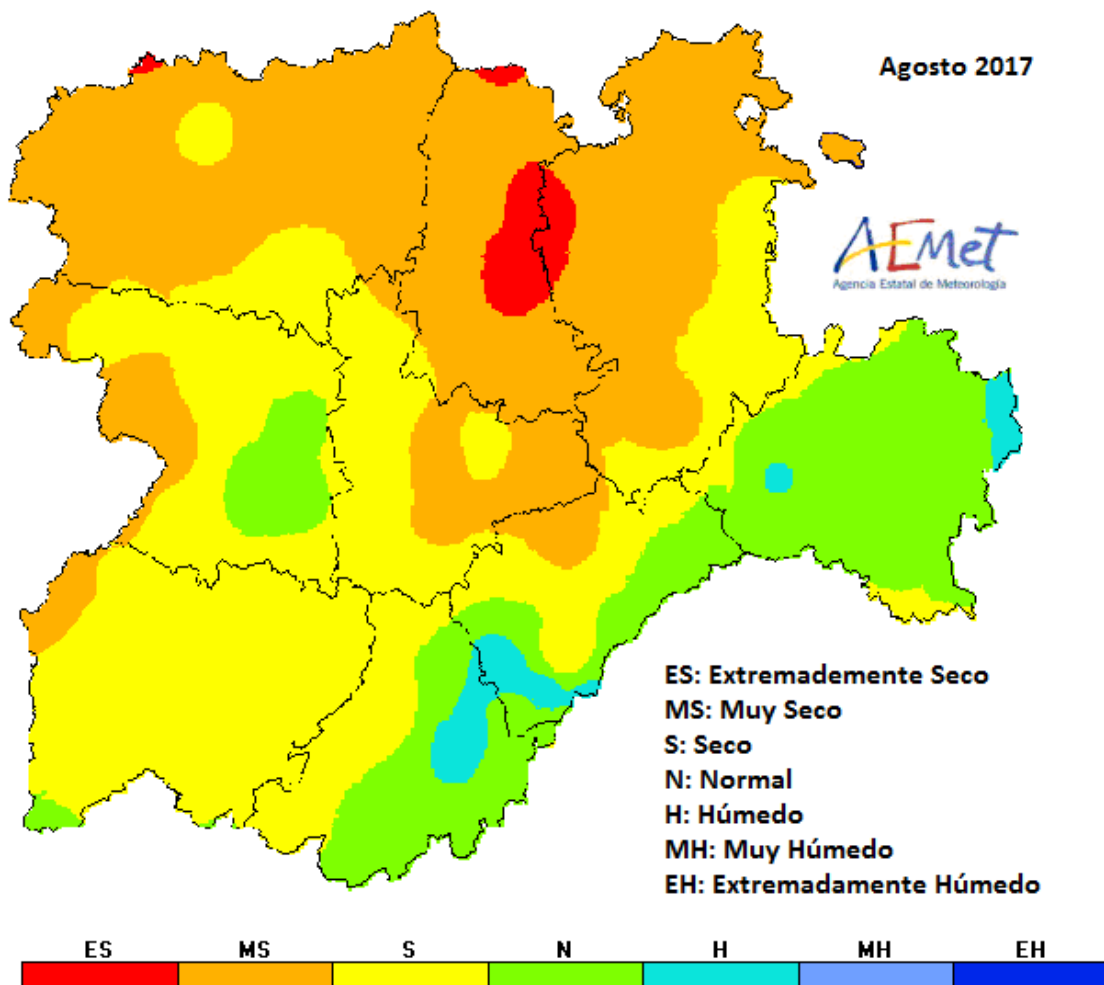 Agosto 2017
AEMet
Agencia Estatal de Meteorología
ES: Extremademente Seco
MS: Muy Seco
S: Seco
N: Normal
H: Húmedo
MH: Muy Húmedo
EH: Extremadamente Húmedo
ES MS S N H MH EH